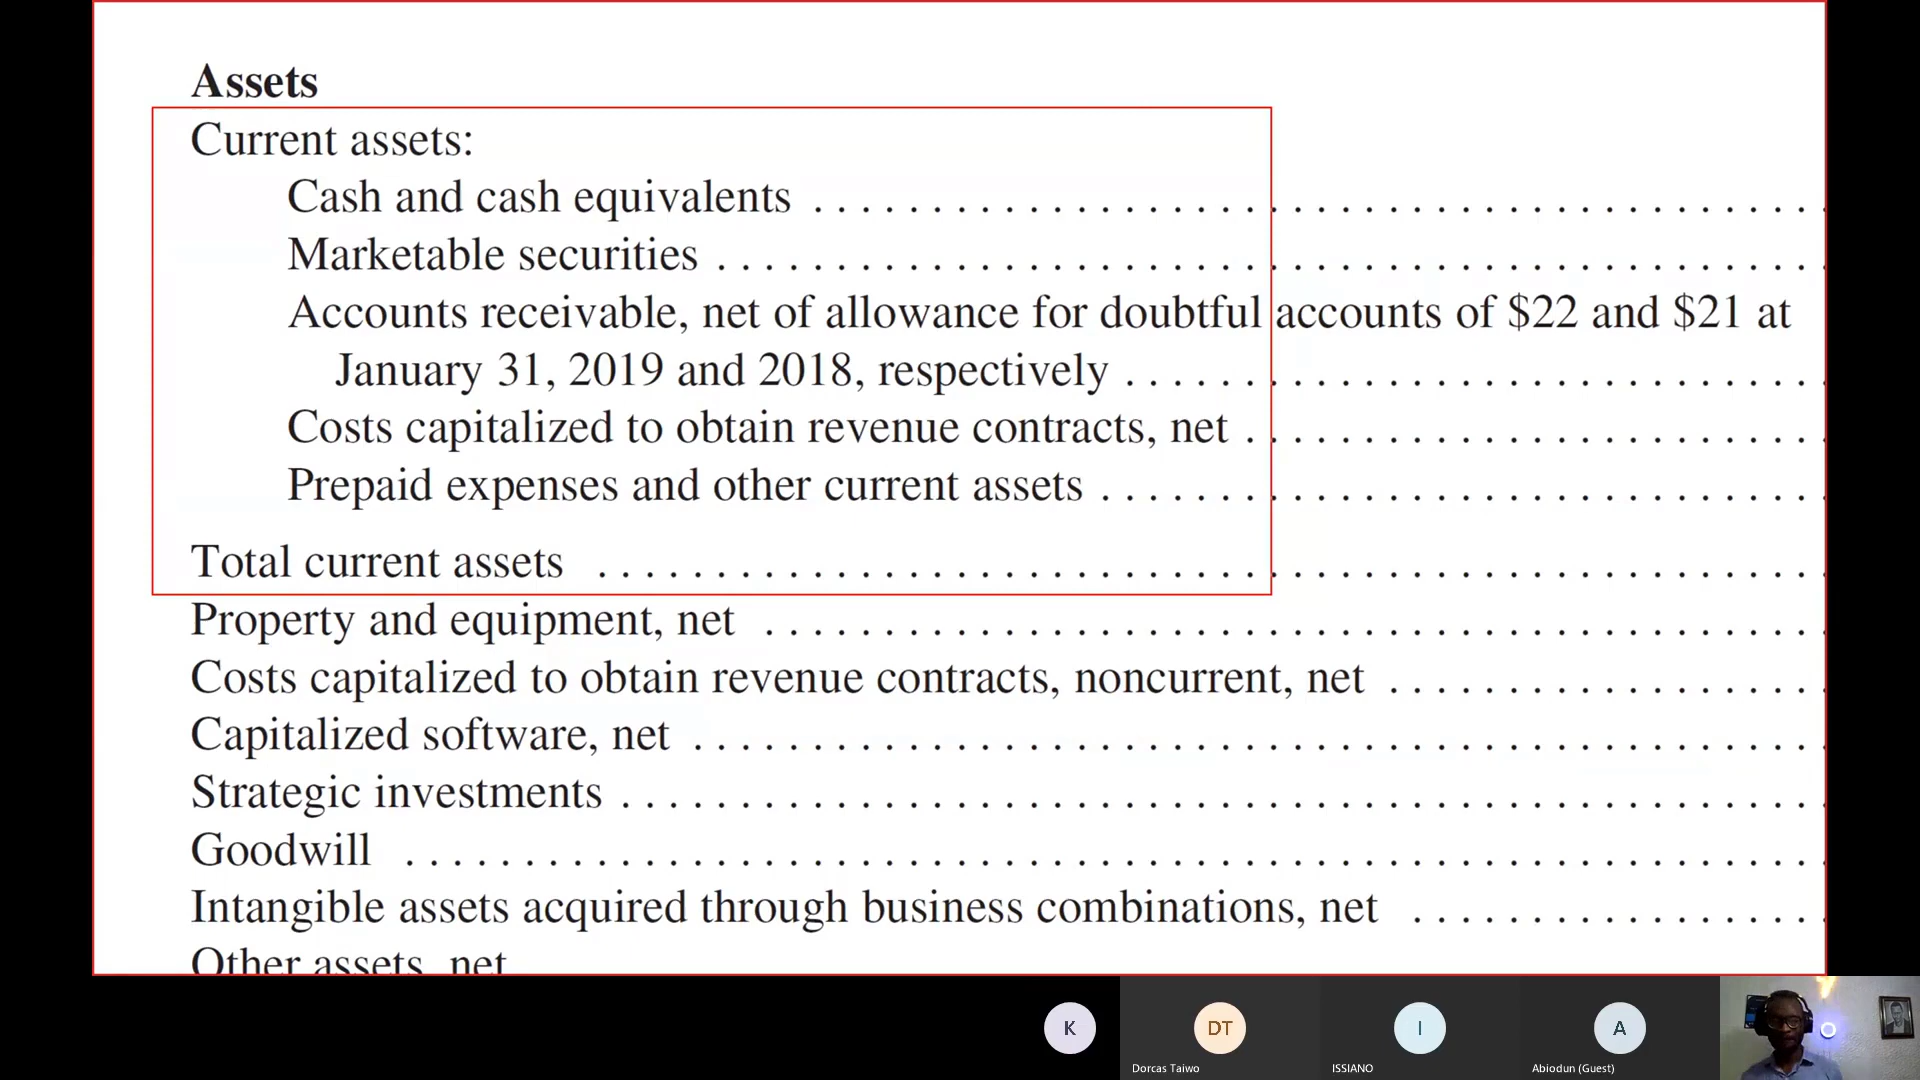 Assets
Current assets:
Cash and cash equivalents
Marketable securities
Accounts receivable, net of allowance for doubtful accounts of $22 and $21 at
January 31, 2019 and 2018, respectively
Costs capitalized to obtain revenue contracts, net
Prepaid expenses and other current assets
Total current assets
Property and equipment, net
Costs capitalized to obtain revenue contracts, noncurrent, net
Capitalized software, net
Strategic investments
Goodwill
Intangible assets acquired through business combinations, net
Other assets, net
K
DT
I
A
Dorcas Taiwo
ISSIANO
Abiodun (Guest)